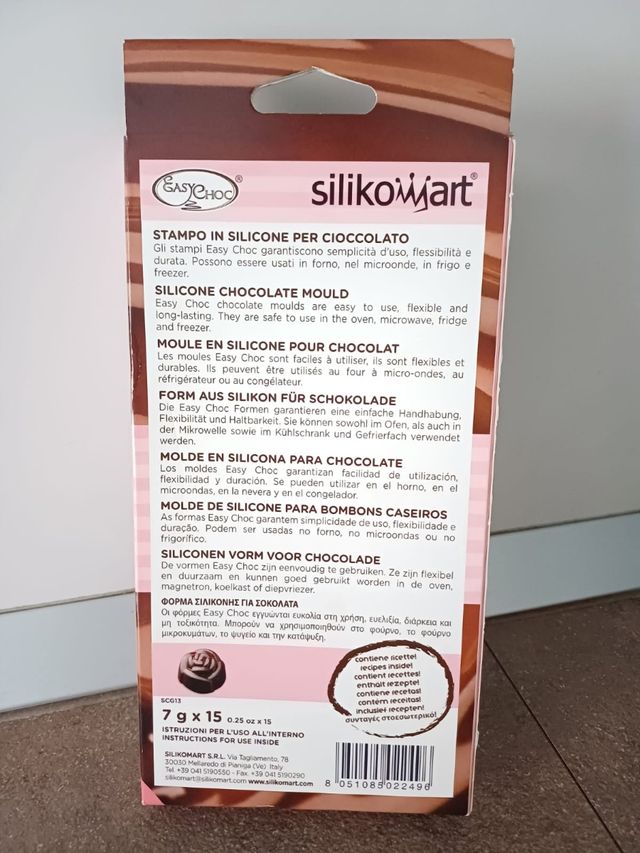 EASY CHOC®
silikomart®
STAMPO IN SILICONE PER CIOCCOLATO
Gli stampi Easy Choc garantiscono semplicità d'uso, flessibilità e
durata. Possono essere usati in forno, nel microonde, in frigo e
freezer.
SILICONE CHOCOLATE MOULD
Easy Choc chocolate moulds are easy to use, flexible and
long-lasting. They are safe to use in the oven, microwave, fridge
and freezer.
MOULE EN SILICONE POUR CHOCOLAT
Les moules Easy Choc sont faciles à utiliser, ils sont flexibles et
durables. Ils peuvent être utilisés au four à micro-ondes, au
réfrigérateur ou au congélateur.
FORM AUS SILIKON FÜR SCHOKOLADE
Die Easy Choc Formen garantieren eine einfache Handhabung,
Flexibilität und Haltbarkeit. Sie können sowohl im Ofen, als auch in
der Mikrowelle sowie im Kühlschrank und Gefrierfach verwendet
werden.
MOLDE EN SILICONA PARA CHOCOLATE
Los moldes Easy Choc garantizan facilidad de utilización,
flexibilidad y duración. Se pueden utilizar en el horno, en el
microondas, en la nevera y en el congelador.
MOLDE DE SILICONE PARA BOMBONS CASEIROS
As formas Easy Choc garantem simplicidade de uso, flexibilidade e
duração. Podem ser usadas no forno, no microondas ou no
frigorífico.
SILICONEN VORM VOOR CHOCOLADE
De vormen Easy Choc zijn eenvoudig te gebruiken. Ze zijn flexibel
en duurzaam en kunnen goed gebruikt worden in de oven,
magnetron, koelkast of diepvriezer.
ΦΟΡΜΑ ΣΙΛΙΚΟΝΗΣ ΓΙΑ ΣΟΚΟΛΑΤΑ
Οι φόρμες Easy Choc εγγυώνται ευκολία στη χρήση, ευελιξία, διάρκεια και
μη τοξικότητα. Μπορούν να χρησιμοποιηθούν στο φούρνο, το φούρνο
μικροκυμάτων, το ψυγείο και την κατάψυξη.
contiene ricette!
recipes inside!
contient recettes!
enthält rezepte!
contiene recetas!
contém receitas!
inclusief recepten!
συνταγές στοεσωτερικό!
SCG13
7 g x 15 0.25 oz x 15
ISTRUZIONI PER L'USO ALL'INTERNO
INSTRUCTIONS FOR USE INSIDE
SILIKOMART S.R.L. Via Tagliamento, 78
30030 Mellaredo di Pianiga (Ve) Italy
Tel. +39 041 5190550 - Fax. +39 041 5190290
silikomart@silikomart.com www.silikomart.com
8 051085 022496